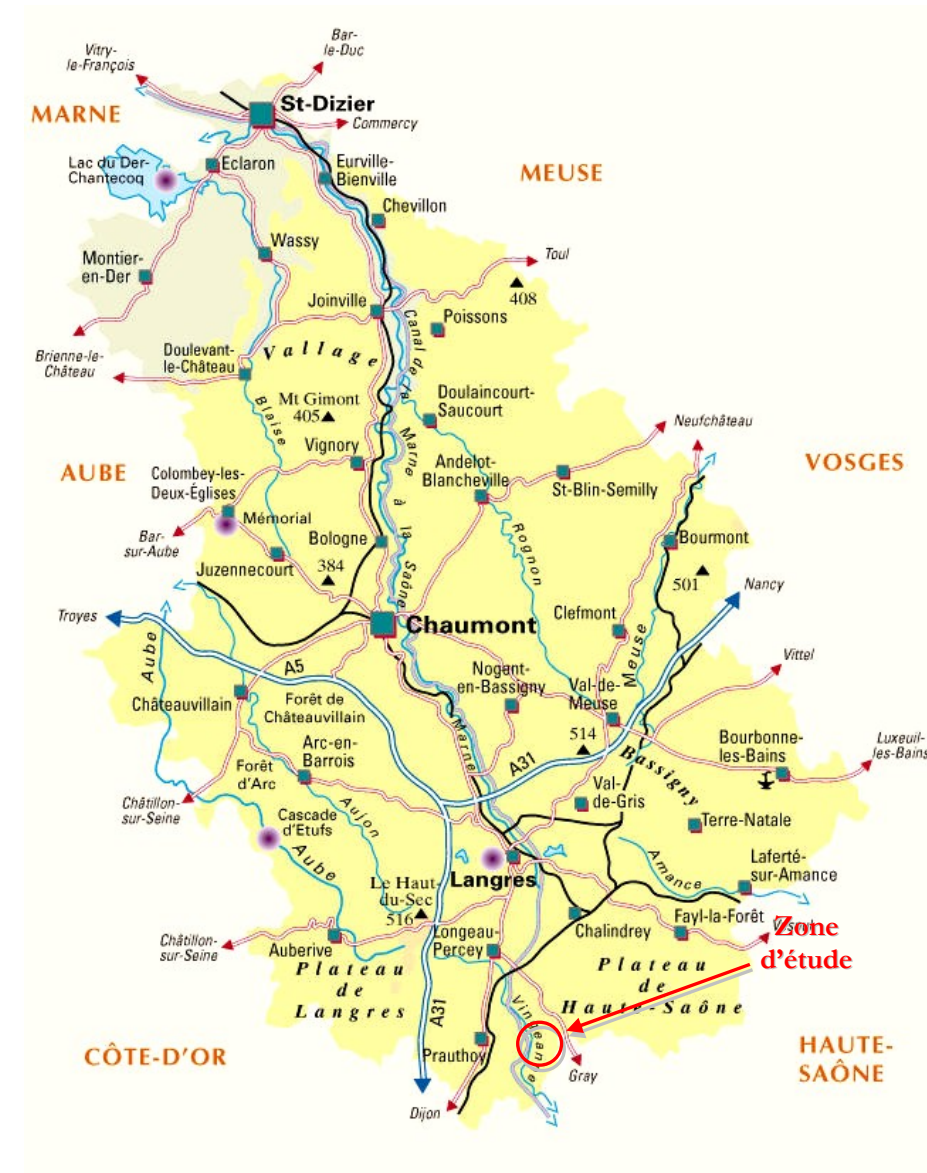 Bar-
le-Duc
Vitry-
le-François
St-Dizier
MARNE
Commercy
Lac du Der-
Chantecoq
Eclaron
Eurville-
Bienville
MEUSE
Chevillon
Wassy
Montier-
en-Der
Toul
408
Joinville
Poissons
Canal de la Marne à la Saône
Brienne-le-
Château
Doulevant-
le-Château
Vallage
Mt Gimont
405
Doulaincourt-
Saucourt
Blaise
Neufchâteau
Vignory
AUBE
Colombey-les-
Deux-Églises
Andelot-
Blancheville
St-Blin-Semilly
VOSGES
Mémorial
Bar-
sur-Aube
Bologne
Rognon
Bourmont
Juzennecourt
384
501
Nancy
Troyes
Chaumont
Clefmont
Aube
A5
Meuse
Vittel
Nogent-
en-Bassigny
Val-de-
Meuse
Châteauvillain
Forêt de
Châteauvillain
Marne
514
Bourbonne-
les-Bains
Luxeuil-
les-Bains
Arc-en-
Barrois
Forêt
d'Arc
A31
Bassigny
Val-
de-Gris
Châtillon-
sur-Seine
Cascade
d'Etufs
Aujon
Terre-Natale
Aube
Amance
Laferté-
sur-Amance
Langres
Le Haut-
du-Sec
516
Chalindrey
Fayl-la-Forêt
Vesoul
Zone
d'étude
Châtillon-
sur-Seine
Auberive
Longeau-
Percey
Plateau
de
Langres
Plateau
de
Haute-Saône
A31
Vingeanne
CÔTE-D'OR
Prauthoy
HAUTE-
SAÔNE
Gray
Dijon